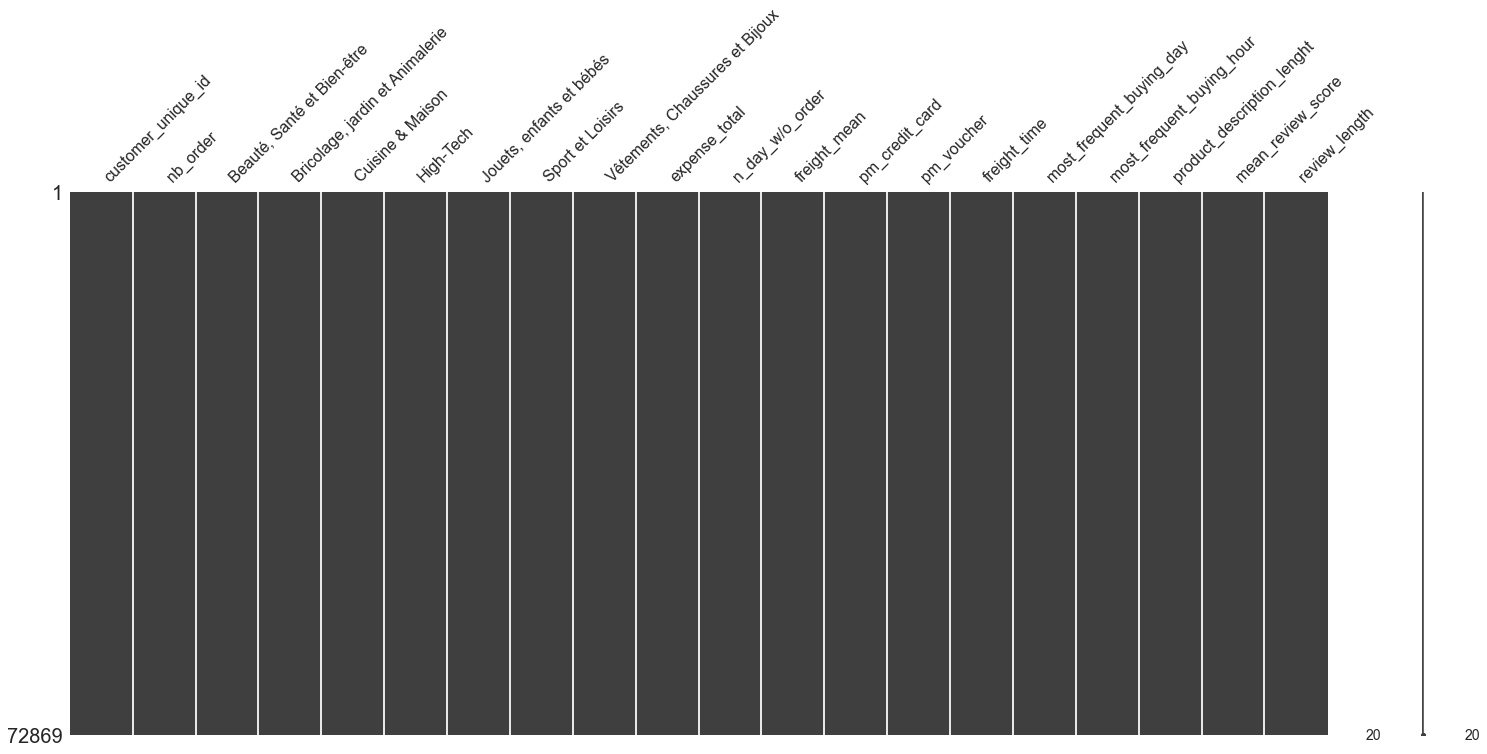 customer_unique_id
nb_order
Beauté, Santé et Bien-être
Bricolage, jardin et Animalerie
Cuisine & Maison
High-Tech
Jouets, enfants et bébés
Sport et Loisirs
Vêtements, Chaussures et Bijoux
expense_total
n_day_w/o_order
freight_mean
pm_credit_card
pm_voucher
freight_time
most_frequent_buying_day
most_frequent_buying_hour
product_description_lenght
mean_review_score
review_length
1
72869
20
20